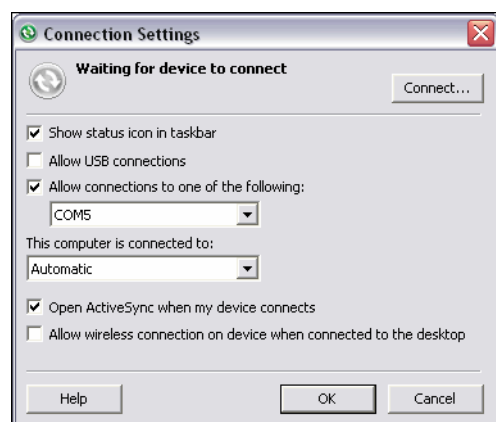 Connection Settings
Waiting for device to connect
Connect...
Show status icon in taskbar
Allow USB connections
Allow connections to one of the following:
COM5
This computer is connected to:
Automatic
Open ActiveSync when my device connects
Allow wireless connection on device when connected to the desktop
Help OK Cancel